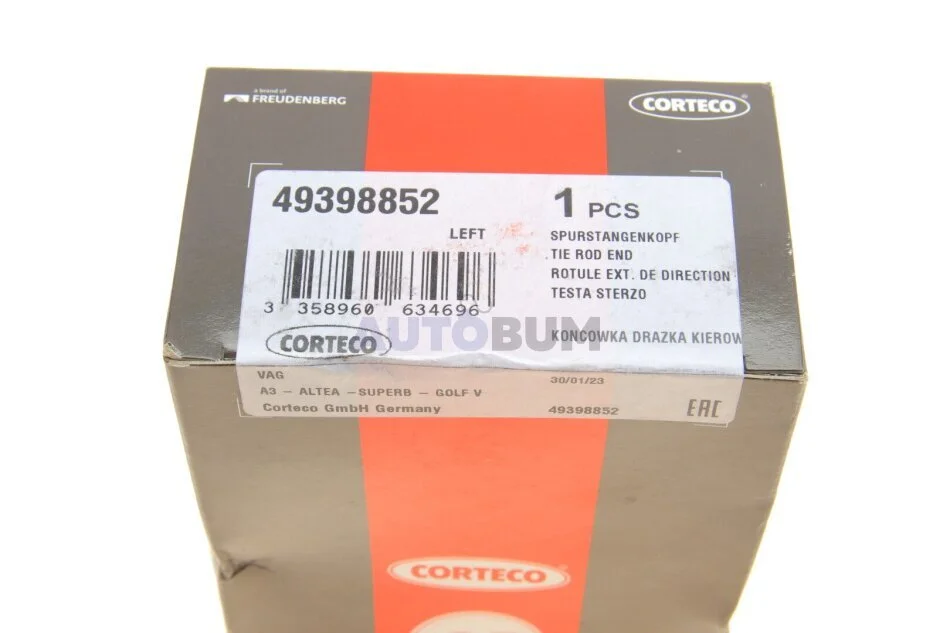 a brand of
FREUDENBERG
CORTECO
49398852
1 PCS
LEFT
SPURSTANGENKOPF
TIE ROD END
ROTULE EXT. DE DIRECTION
TESTA STERZO
KONCOWKA DRAZKA KIEROW
3 358960 634696
AUTOBUM
CORTECO
VAG
30/01/23
A3 - ALTEA -SUPERB - GOLF V
Corteco GmbH Germany
49398852
EAC
CORTECO